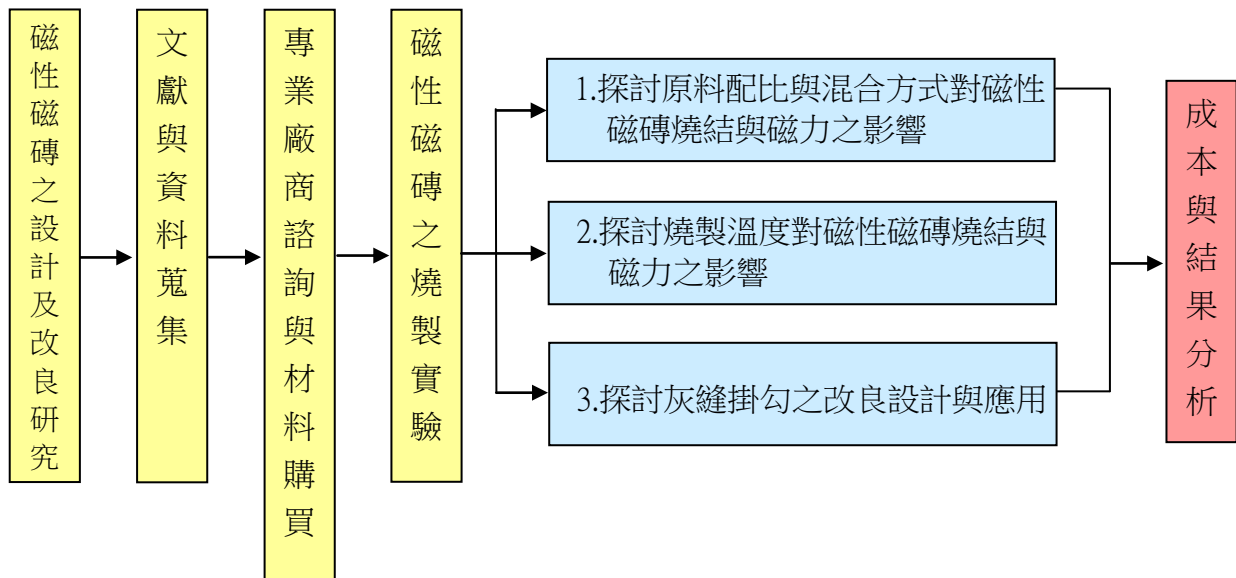 磁性磁磚之設計及改良研究
文獻與資料蒐集
專業廠商諮詢與材料購買
磁性磁磚之燒製實驗
1.探討原料配比與混合方式對磁性
磁磚燒結與磁力之影響
2.探討燒製溫度對磁性磁磚燒結與
磁力之影響
3.探討灰縫掛勾之改良設計與應用
成本與結果分析